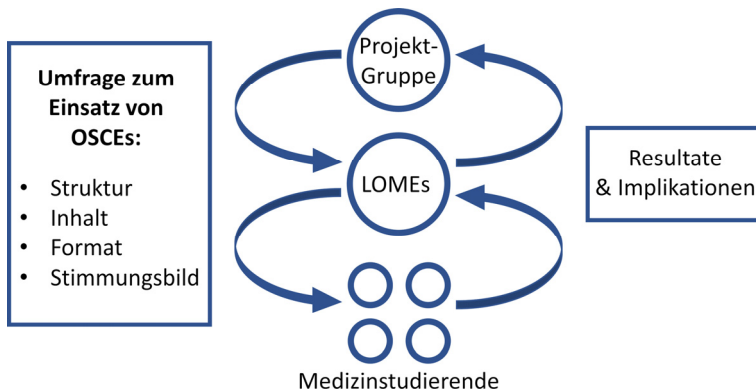 Umfrage zum
Einsatz von
OSCEs:
• Struktur
• Inhalt
• Format
• Stimmungsbild
Projekt-
Gruppe
LOMEs
Medizinstudierende
Resultate
& Implikationen